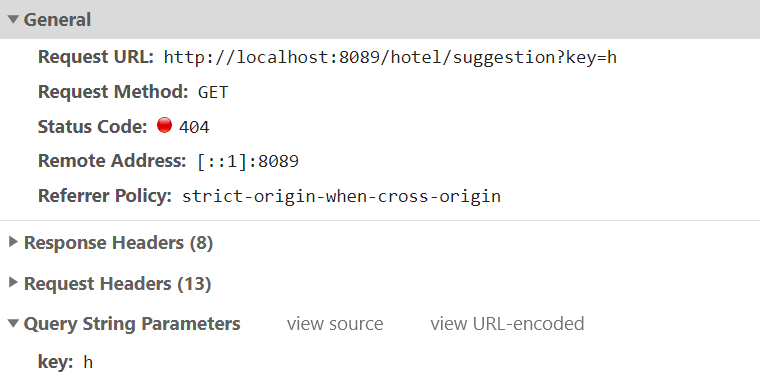 General
Request URL: http://localhost:8089/hotel/suggestion?key=h
Request Method: GET
Status Code: 404
Remote Address: [::1]:8089
Referrer Policy: strict-origin-when-cross-origin
Response Headers (8)
Request Headers (13)
Query String Parameters view source view URL-encoded
key: h